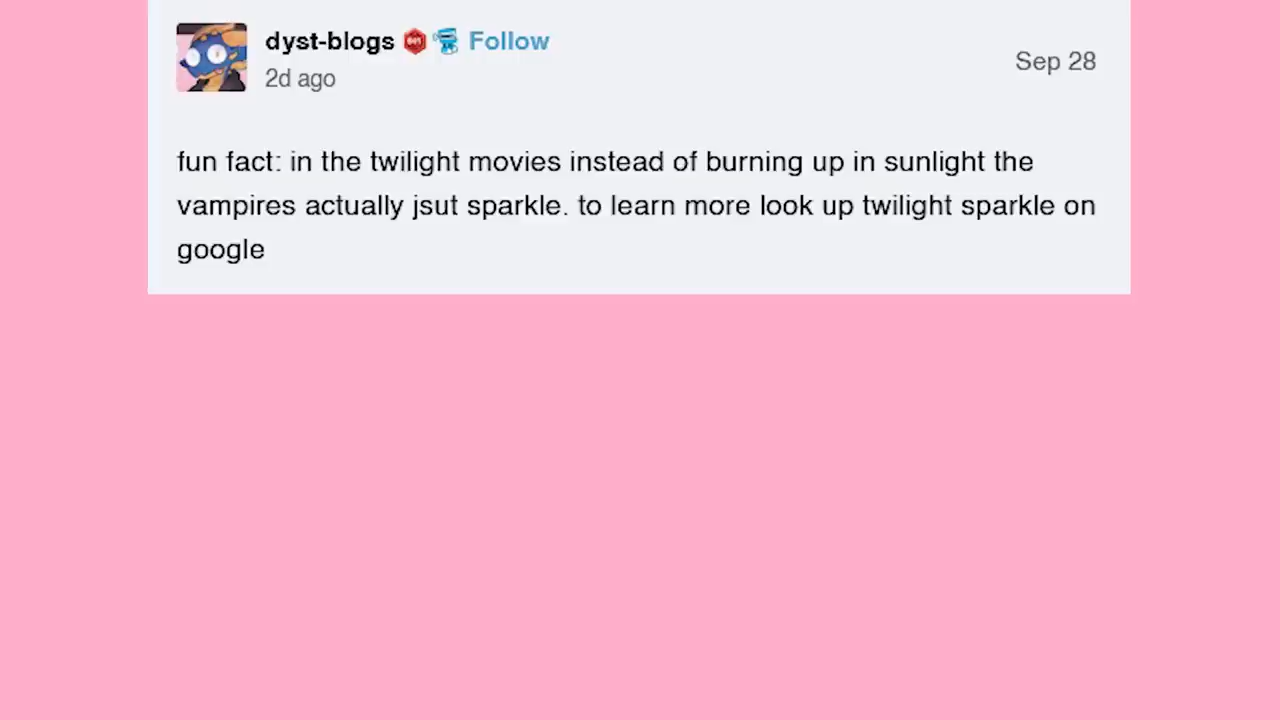 dyst-blogs Follow
2d ago
Sep 28
fun fact: in the twilight movies instead of burning up in sunlight the
vampires actually jsut sparkle. to learn more look up twilight sparkle on
google